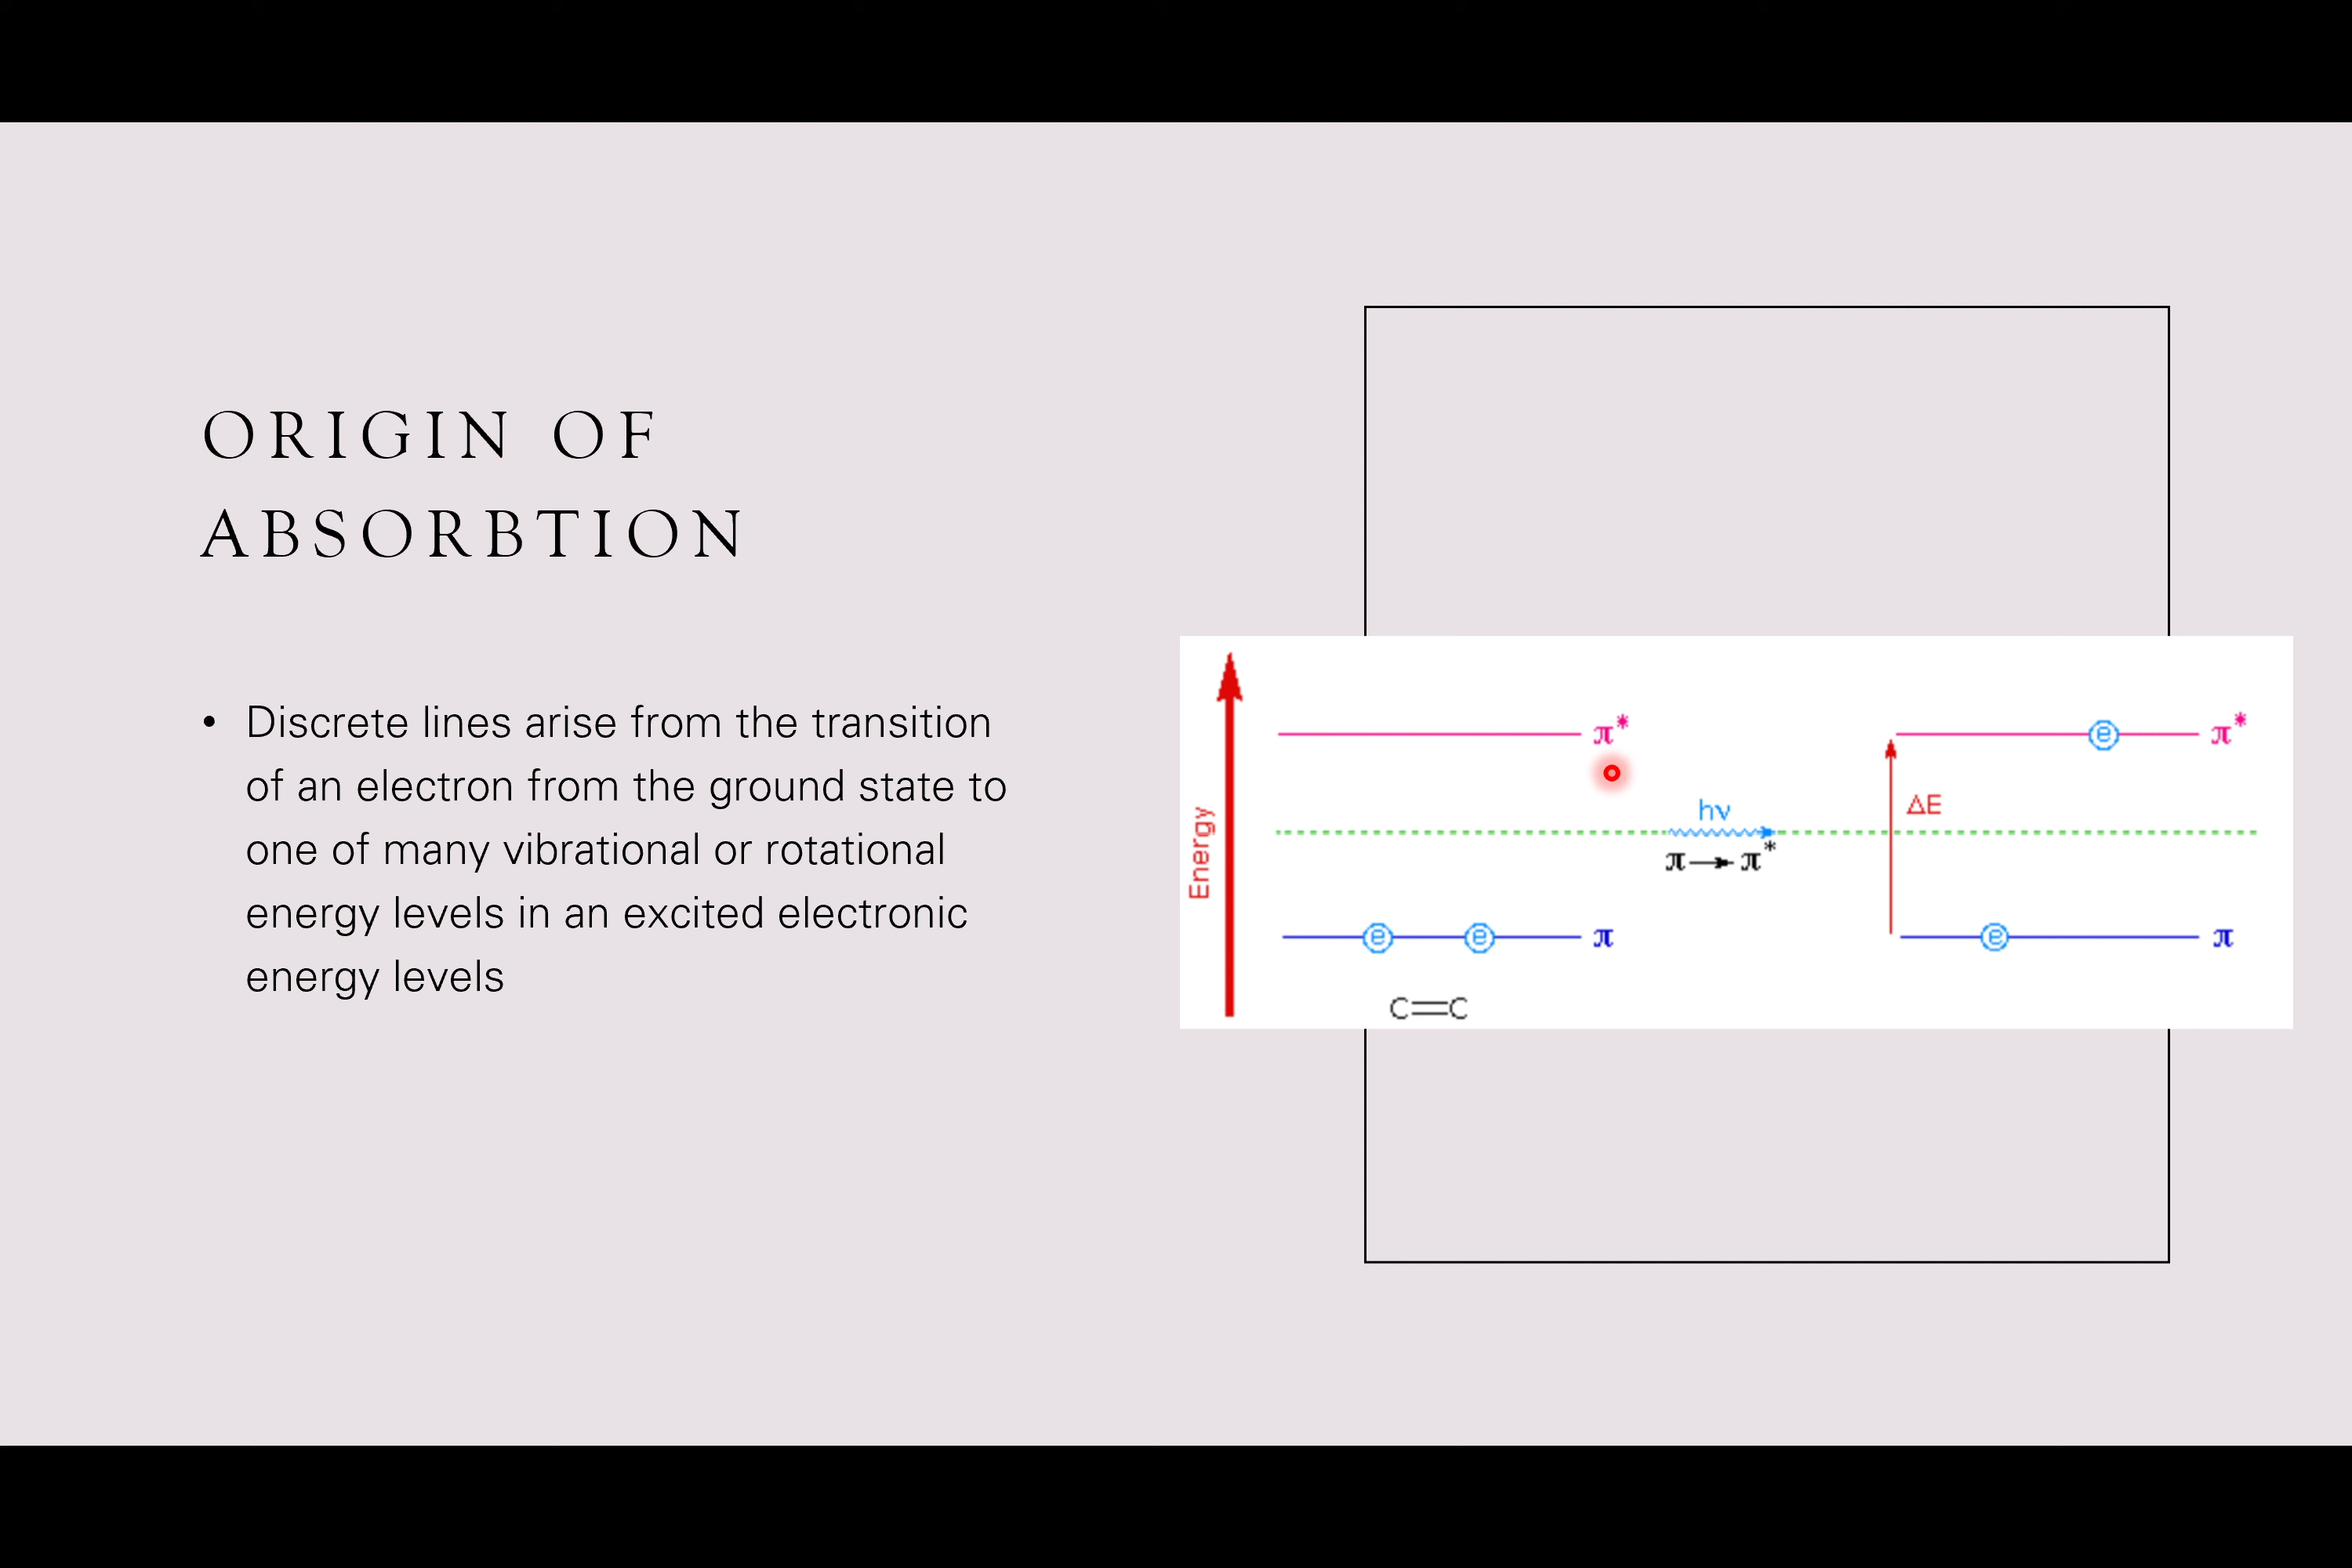 ORIGIN OF
ABSORBTION
• Discrete lines arise from the transition
of an electron from the ground state to
one of many vibrational or rotational
energy levels in an excited electronic
energy levels
Energy
π*
hν
π→π*
e e π
C=C
e π*
ΔE
e π